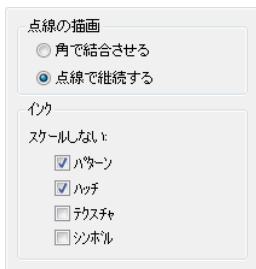 点線の描画
角で結合させる
点線で継続する
インク
スケールしない:
パターン
ハッチ
テクスチャ
シンボル